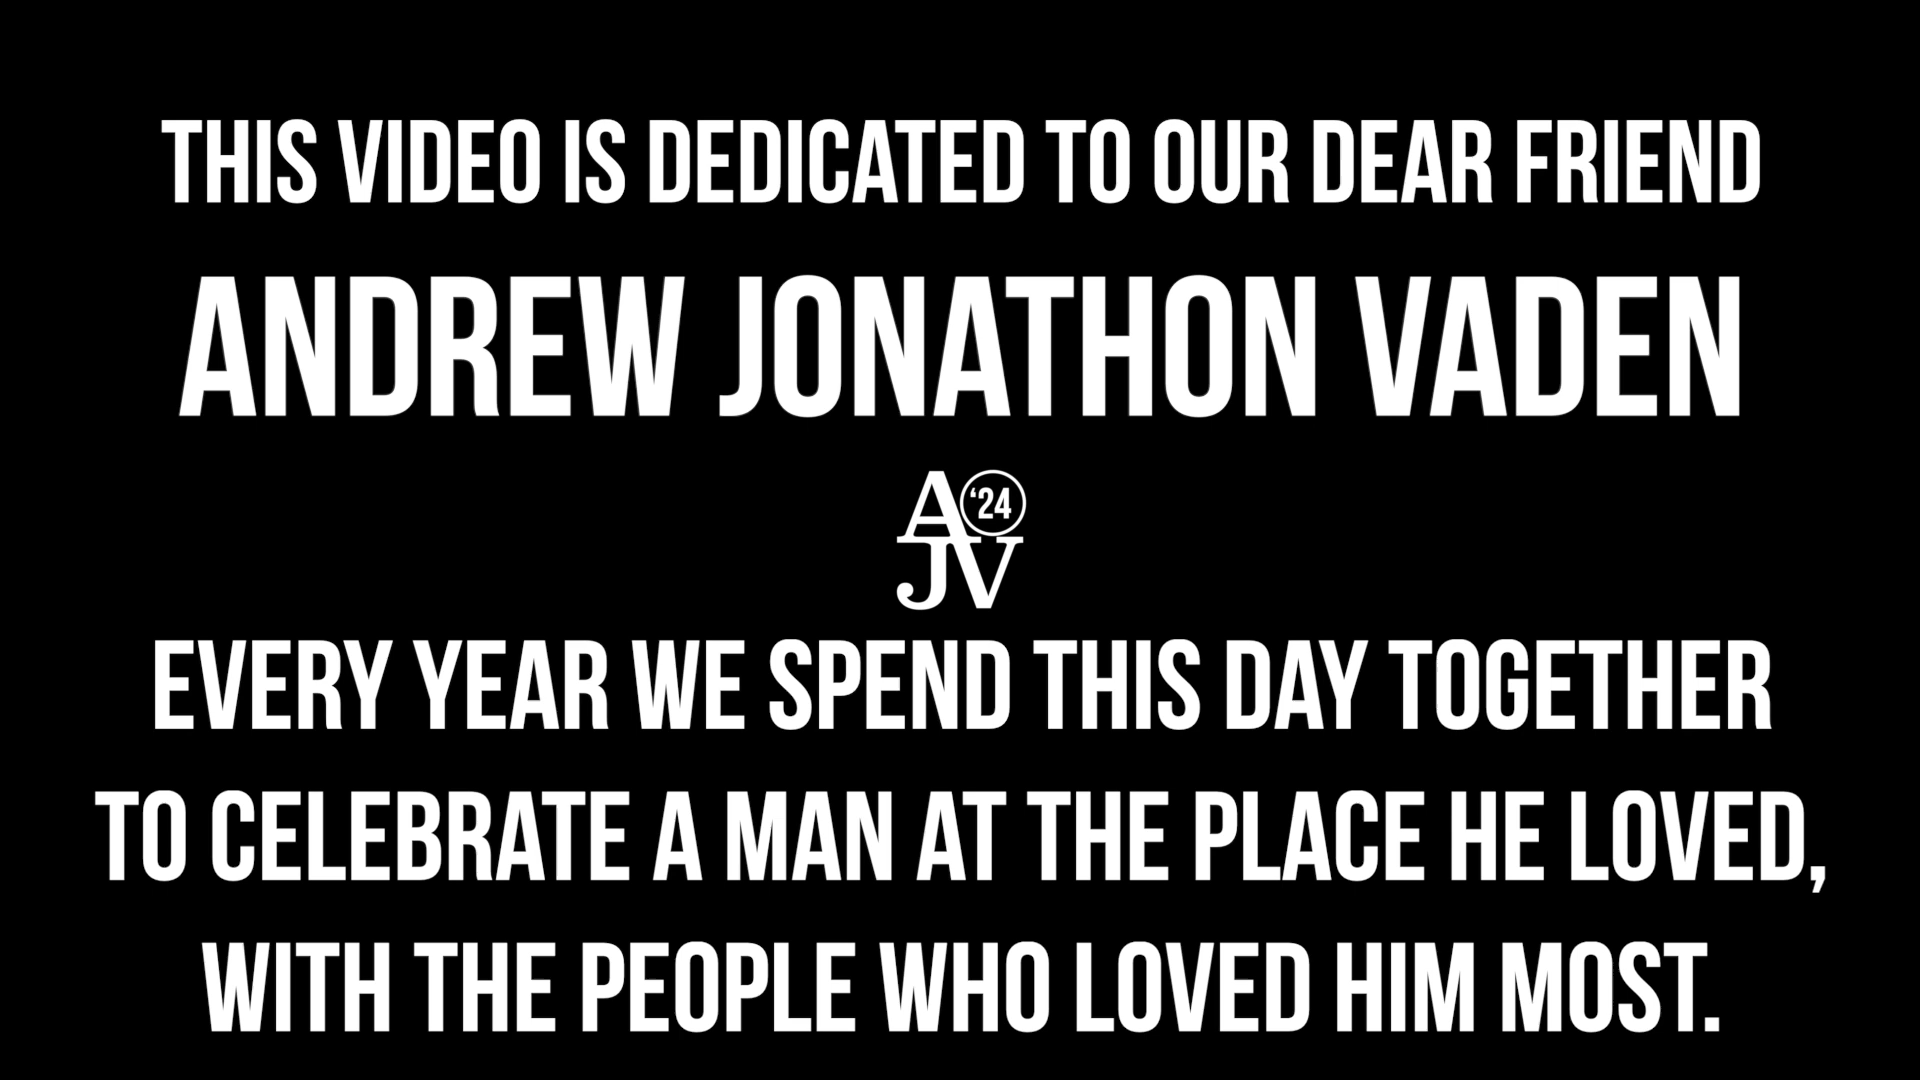 THIS VIDEO IS DEDICATED TO OUR DEAR FRIEND
ANDREW JONATHON VADEN
A '24
JV
EVERY YEAR WE SPEND THIS DAY TOGETHER
TO CELEBRATE A MAN AT THE PLACE HE LOVED,
WITH THE PEOPLE WHO LOVED HIM MOST.